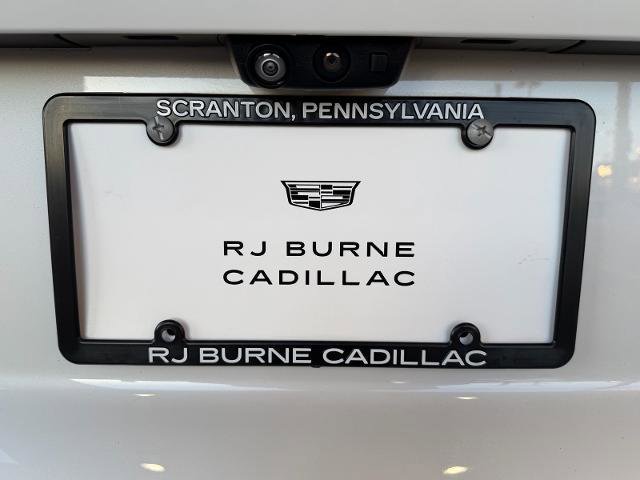 SCRANTON, PENNSYLVANIA
RJ BURNE
CADILLAC
RJ BURNE CADILLAC